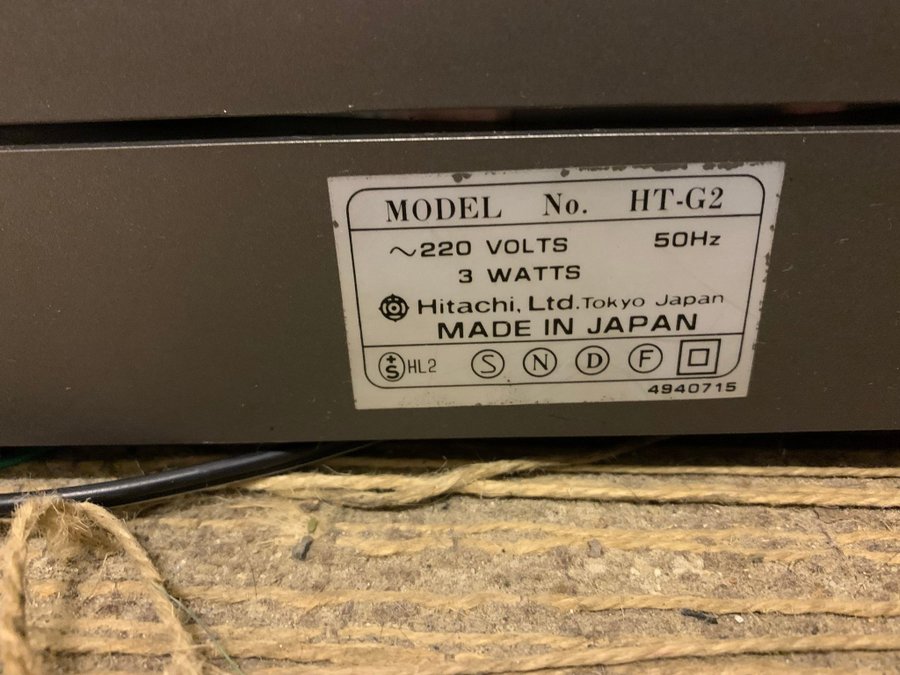 MODEL No. HT-G2
~220 VOLTS 50Hz
3 WATTS
Hitachi, Ltd. Tokyo Japan
MADE IN JAPAN
+S HL2 S N D F
4940715